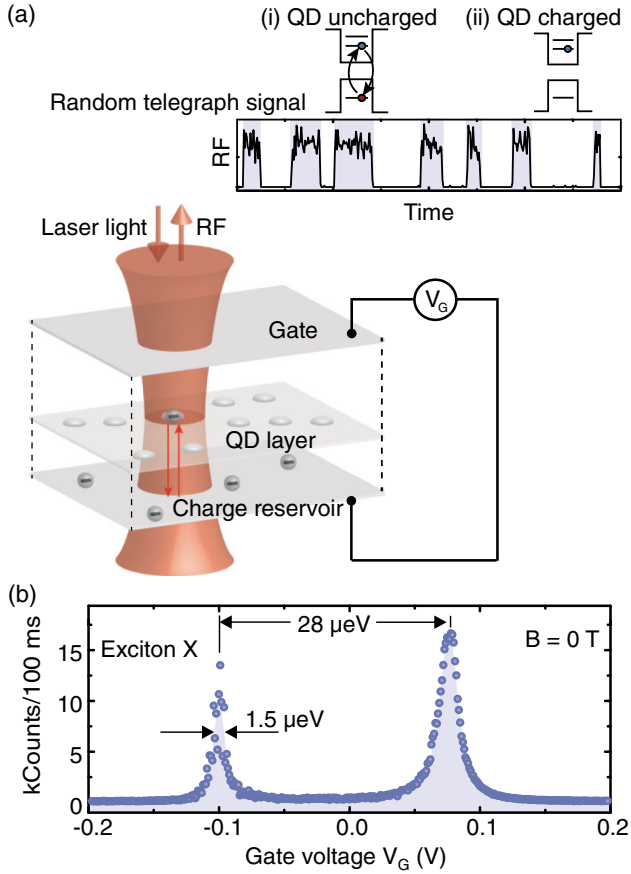 (a)
(i) QD uncharged
(ii) QD charged
Random telegraph signal
RF
Time
Laser light
RF
V_G
Gate
QD layer
Charge reservoir
(b)
28 µeV
Exciton X
B = 0 T
1.5 µeV
kCounts/100 ms
15
10
5
0
-0.2
-0.1
0.0
0.1
0.2
Gate voltage V_G (V)